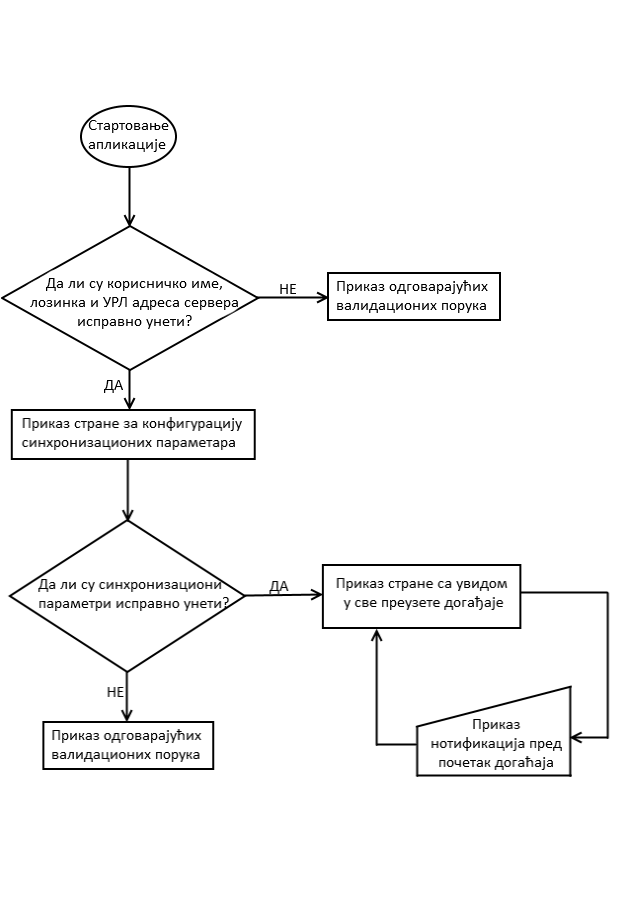 Стартовање
апликације
Да ли су корисничко име,
лозинка и УРЛ адреса сервера
исправно унети?
НЕ
Приказ одговарајућих
валидационих порука
ДА
Приказ стране за конфигурацију
синхронизационих параметара
Да ли су синхронизациони
параметри исправно унети?
ДА
Приказ стране са увидом
у све преузете догађаје
НЕ
Приказ одговарајућих
валидационих порука
Приказ
нотификација пред
почетак догаћаја